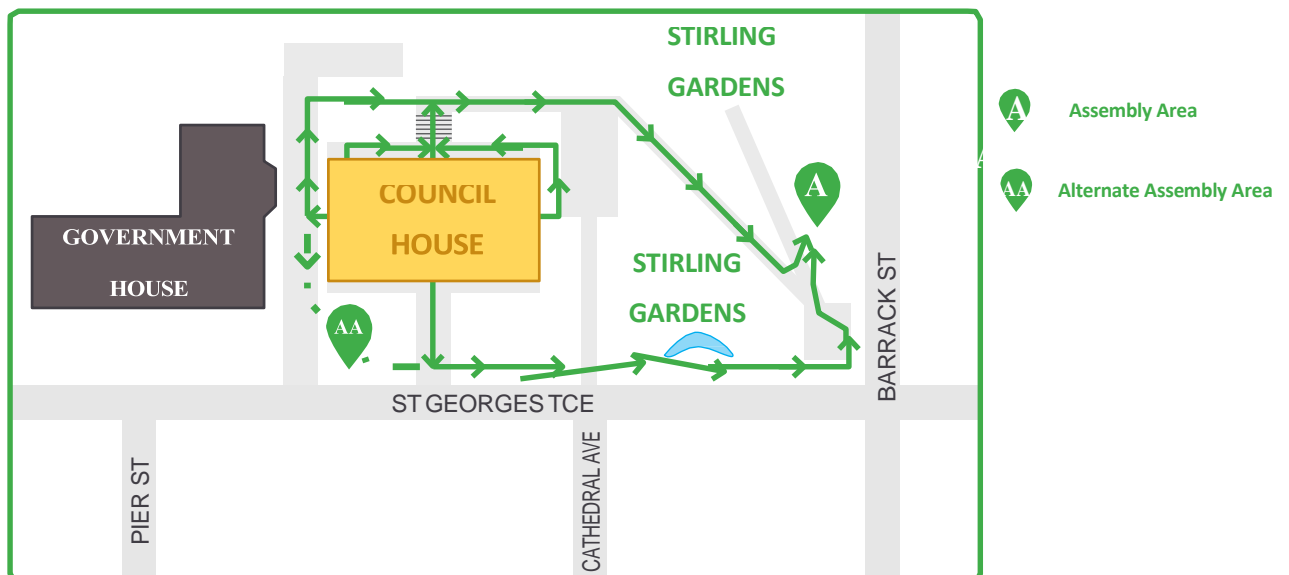 STIRLING
GARDENS
A
Assembly Area
A
AA
Alternate Assembly Area
A
COUNCIL
HOUSE
GOVERNMENT
HOUSE
STIRLING
GARDENS
AA
BARRACK ST
ST GEORGES TCE
PIER ST
CATHEDRAL AVE